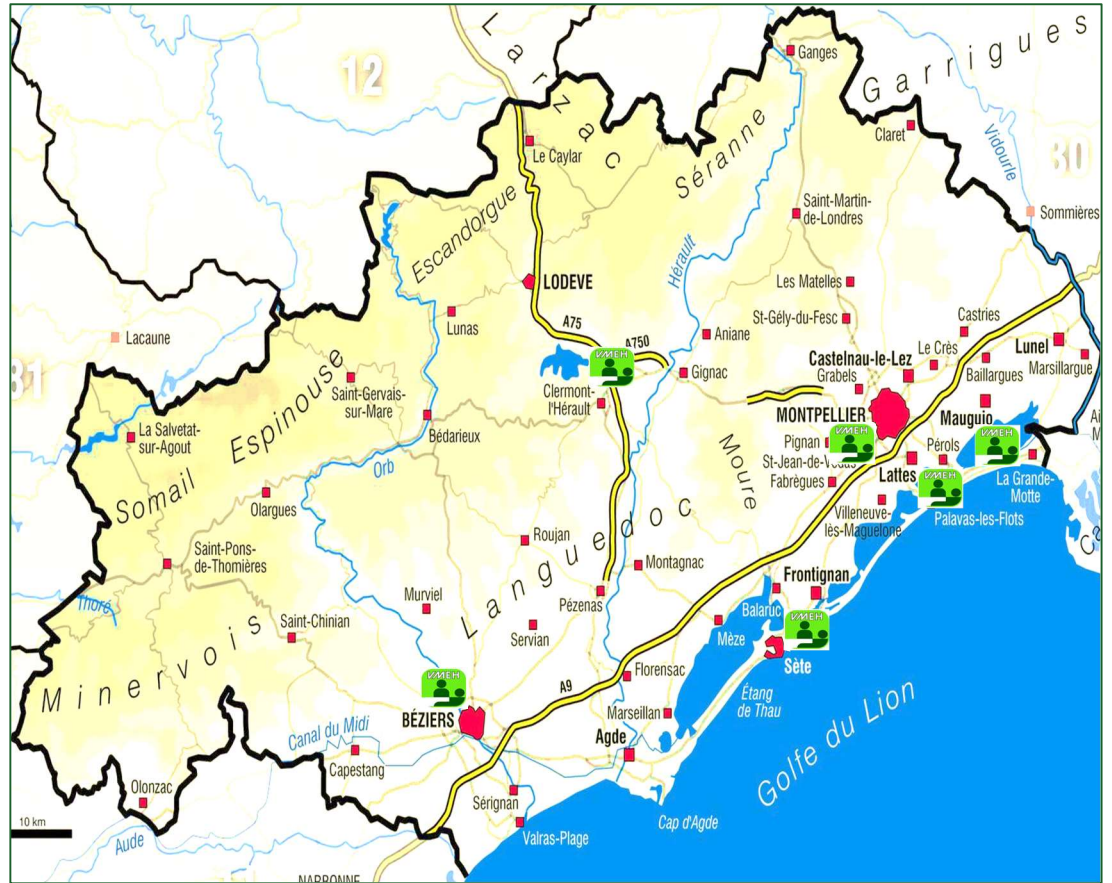 Larzac
Garrigues
12
Ganges
Claret
Vidourle
30
Le Caylar
Séranne
Saint-Martin-
de-Londres
Sommières
Escandorgue
Hérault
LODEVE
Les Matelles
Lunas
A75
St-Gély-du-Fesc
Castries
Lacaune
A750
Aniane
Le Crès
Lunel
VMEH
Castelnau-le-Lez
Marsillargue
31
Gignac
Grabels
Baillargues
Saint-Gervais-
sur-Mare
Clermont-
l'Hérault
MONTPELLIER
Mauguio
La Salvetat-
sur-Agout
Espinouse
Bédarieux
VMEH
VMEH
Pignan
Pérols
Somail
Orb
Moure
St-Jean-de-
Lattes
La Grande-
Motte
Fabrègues
VMEH
Olargues
Villeneuve-
lès-Maguelone
Palavas-les-Flots
Roujan
Languedoc
Saint-Pons-
de-Thomières
Montagnac
Frontignan
Thoré
Murviel
Pézenas
Balaruc
Saint-Chinian
Servian
Mèze
VMEH
Minervois
Sète
VMEH
Florensac
A9
Étang
de Thau
BÉZIERS
Marseillan
Canal du Midi
Agde
Golfe du Lion
Capestang
Olonzac
Sérignan
Cap d'Agde
10 km
Aude
Valras-Plage
NARBONNE